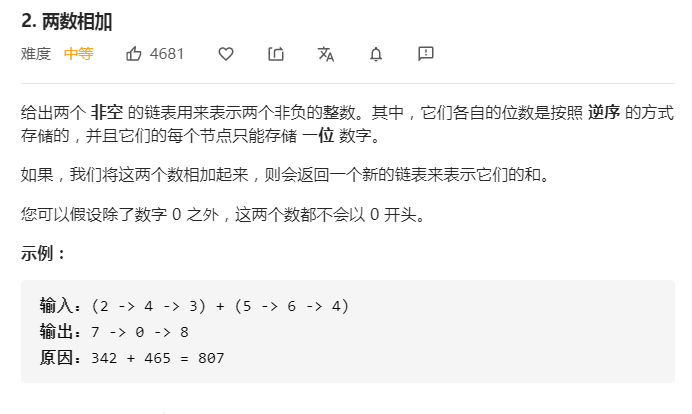 2. 两数相加
难度 中等 4681
给出两个 非空 的链表用来表示两个非负的整数。其中，它们各自的位数是按照 逆序 的方式
存储的，并且它们的每个节点只能存储 一位 数字。
如果，我们将这两个数相加起来，则会返回一个新的链表来表示它们的和。
您可以假设除了数字 0 之外，这两个数都不会以 0 开头。
示例：
输入：(2 -> 4 -> 3) + (5 -> 6 -> 4)
输出：7 -> 0 -> 8
原因：342 + 465 = 807